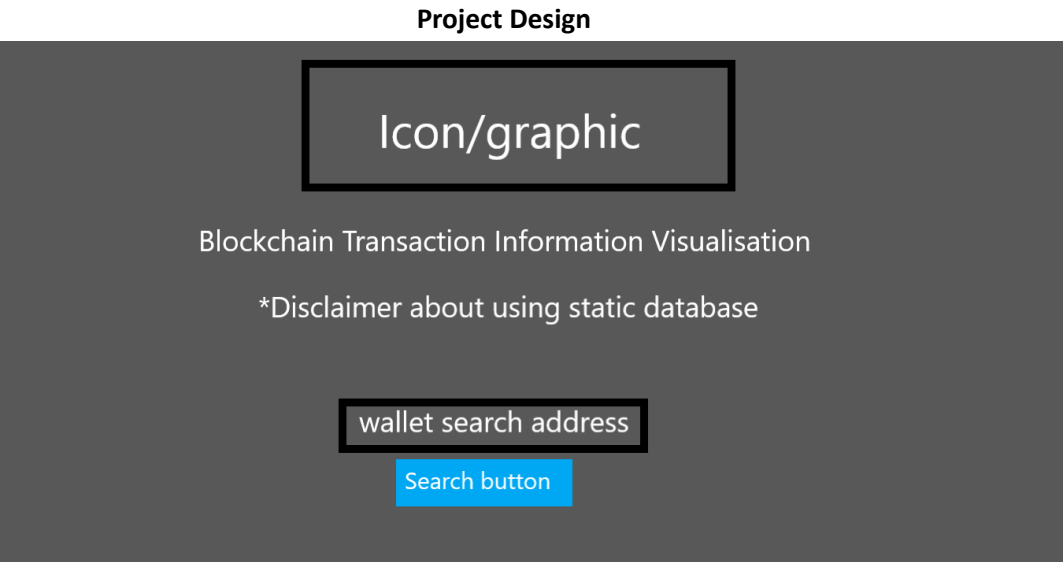 Project Design
Icon/graphic
Blockchain Transaction Information Visualisation
*Disclaimer about using static database
wallet search address
Search button